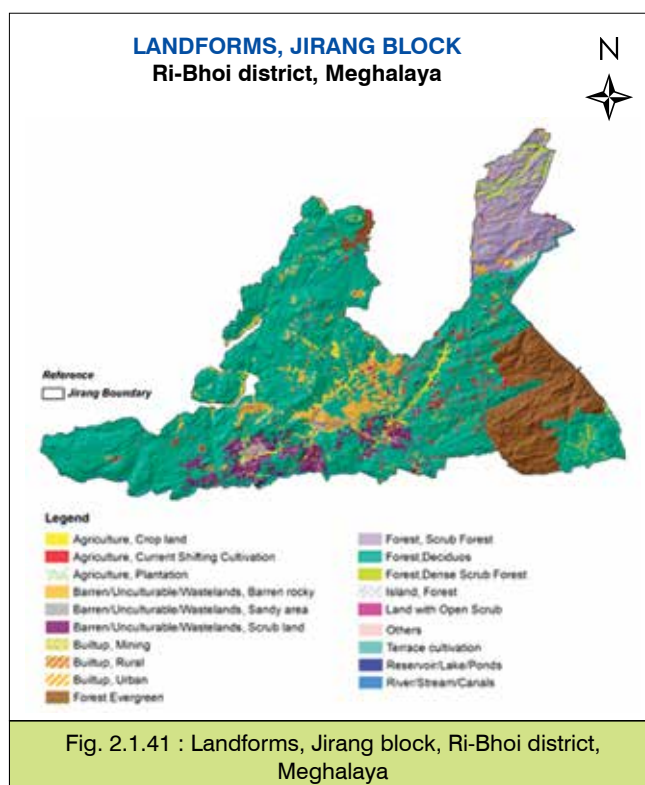 LANDFORMS, JIRANG BLOCK
Ri-Bhoi district, Meghalaya
N
Reference
Jirang Boundary
Legend
Agriculture, Crop land
Agriculture, Current Shifting Cultivation
Agriculture, Plantation
Barren/Unculturable/Wastelands, Barren rocky
Barren/Unculturable/Wastelands, Sandy area
Barren/Unculturable/Wastelands, Scrub land
Builtup, Mining
Builtup, Rural
Builtup, Urban
Forest Evergreen
Forest, Scrub Forest
Forest,Deciduos
Forest,Dense Scrub Forest
Island, Forest
Land with Open Scrub
Others
Terrace cultivation
Reservoir/Lake/Ponds
River/Stream/Canals
Fig. 2.1.41 : Landforms, Jirang block, Ri-Bhoi district,
Meghalaya